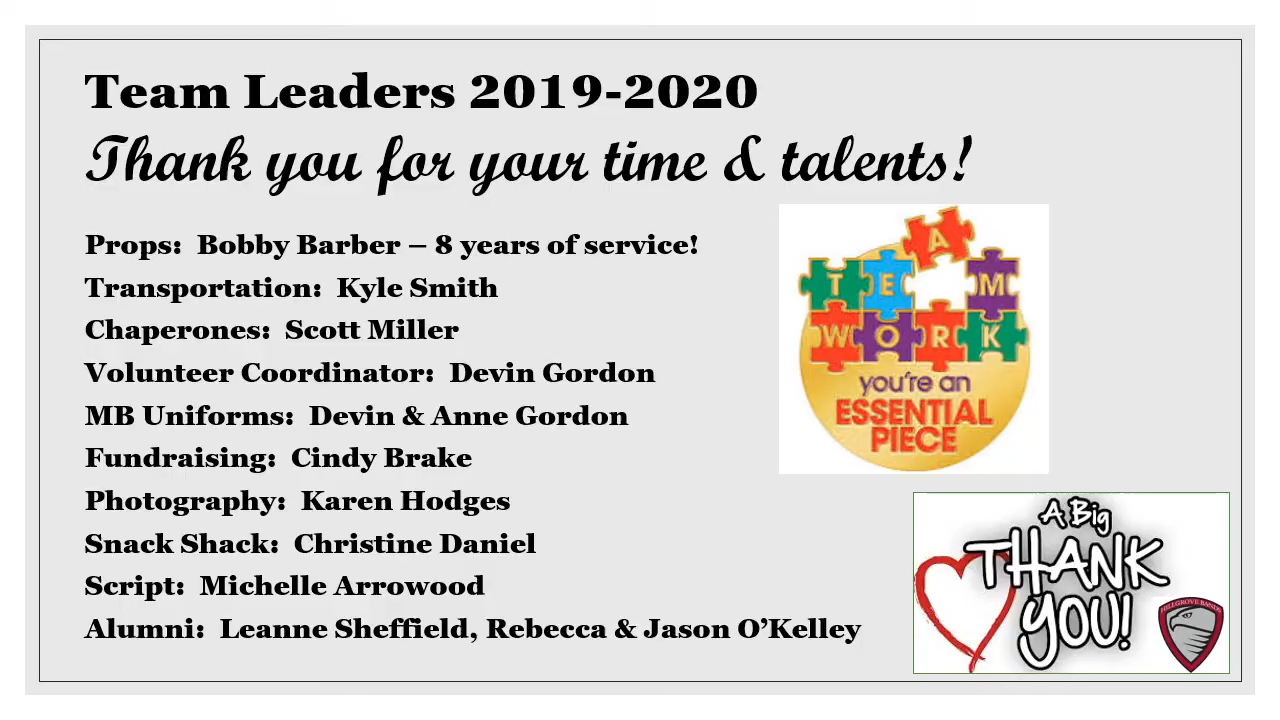 Team Leaders 2019-2020
Thank you for your time & talents!
Props:  Bobby Barber – 8 years of service!
Transportation:  Kyle Smith
Chaperones:  Scott Miller
Volunteer Coordinator:  Devin Gordon
MB Uniforms:  Devin & Anne Gordon
Fundraising:  Cindy Brake
Photography:  Karen Hodges
Snack Shack:  Christine Daniel
Script:  Michelle Arrowood
Alumni:  Leanne Sheffield, Rebecca & Jason O’Kelley
TEAM
WORK
you're an
ESSENTIAL
PIECE
A Big
THANK
YOU!
HILLGROVE BANDS